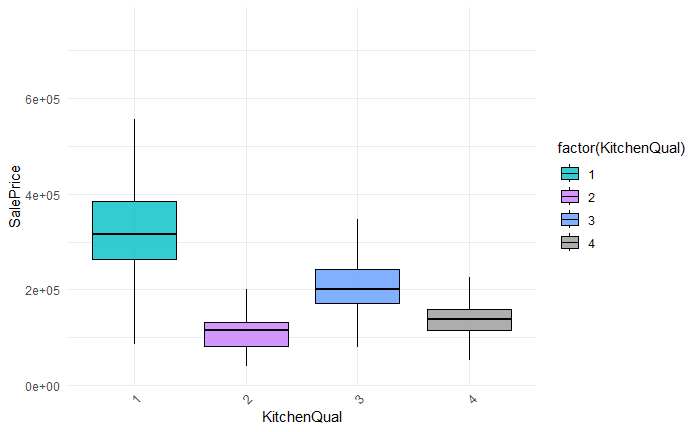 SalePrice
6e+05
4e+05
2e+05
0e+00
1
2
3
4
KitchenQual
factor(KitchenQual)
1
2
3
4